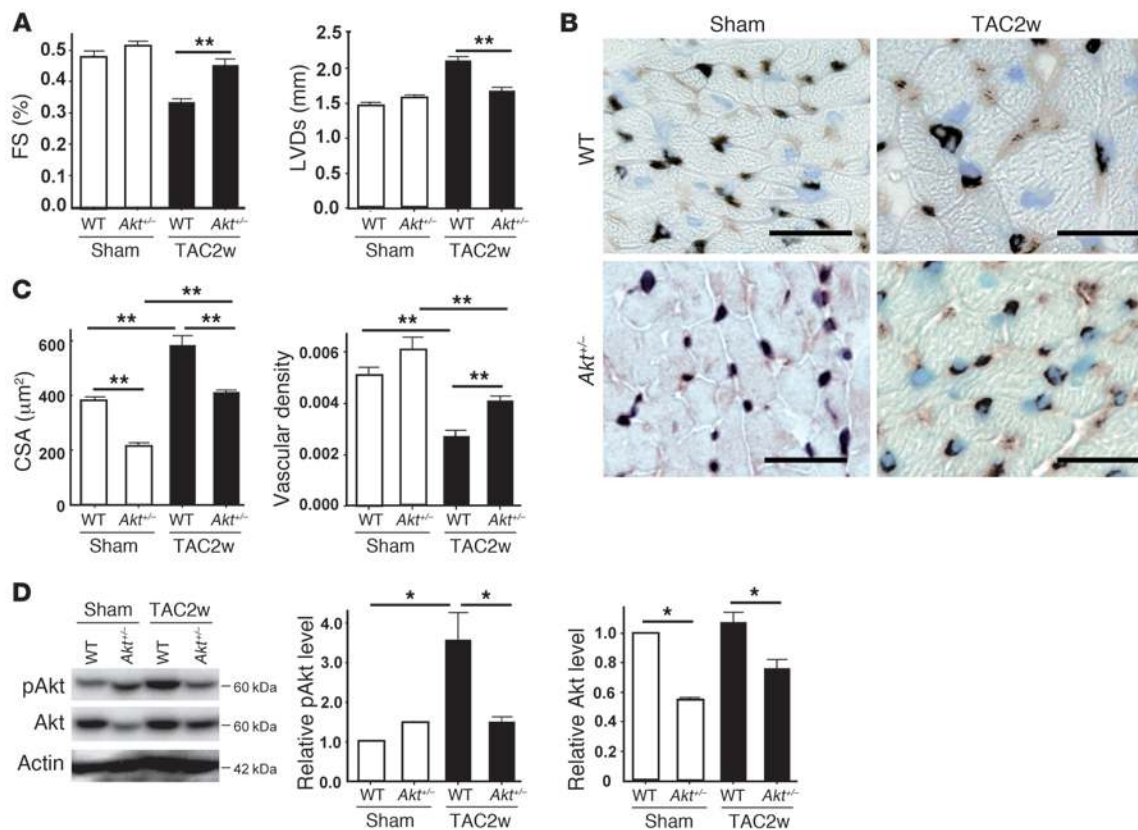 A
FS (%)
0.5
0.4
0.3
0.2
0.1
0
WT Akt+/– WT Akt+/–
Sham TAC2w
LVDs (mm)
2.5
2.0
1.5
1.0
0.5
0.0
WT Akt+/– WT Akt+/–
Sham TAC2w
**
**
B
Sham TAC2w
WT
Akt+/–
C
CSA (μm²)
600
400
200
0
** **
** **
WT Akt+/– WT Akt+/–
Sham TAC2w
Vascular density
0.006
0.004
0.002
0.000
**
**
**
WT Akt+/– WT Akt+/–
Sham TAC2w
D
Sham TAC2w
WT Akt+/– WT Akt+/–
pAkt – 60 kDa
Akt – 60 kDa
Actin – 42 kDa
Relative pAkt level
4.0
3.0
2.0
1.0
0.0
* *
WT Akt+/– WT Akt+/–
Sham TAC2w
Relative Akt level
1.0
0.8
0.6
0.4
0.2
0
* *
WT Akt+/– WT Akt+/–
Sham TAC2w